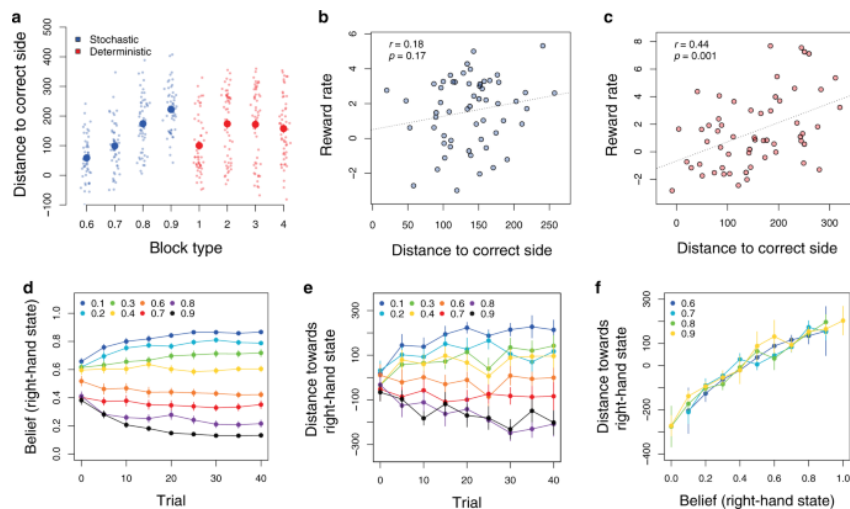 a
Distance to correct side
500
400
300
200
100
0
−100
Stochastic
Deterministic
0.6 0.7 0.8 0.9 1 2 3 4
Block type
b
Reward rate
6
4
2
0
−2
r = 0.18
p = 0.17
0 50 100 150 200 250
Distance to correct side
c
Reward rate
8
6
4
2
0
−2
r = 0.44
p = 0.001
0 100 200 300
Distance to correct side
d
Belief (right-hand state)
1.0
0.8
0.6
0.4
0.2
0.0
0.1 0.3 0.6 0.8
0.2 0.4 0.7 0.9
0 10 20 30 40
Trial
e
Distance towards
right-hand state
300
100
0
−100
−300
0.1 0.3 0.6 0.8
0.2 0.4 0.7 0.9
0 10 20 30 40
Trial
f
Distance towards
right-hand state
300
100
0
−200
−400
0.6
0.7
0.8
0.9
0.0 0.2 0.4 0.6 0.8 1.0
Belief (right-hand state)